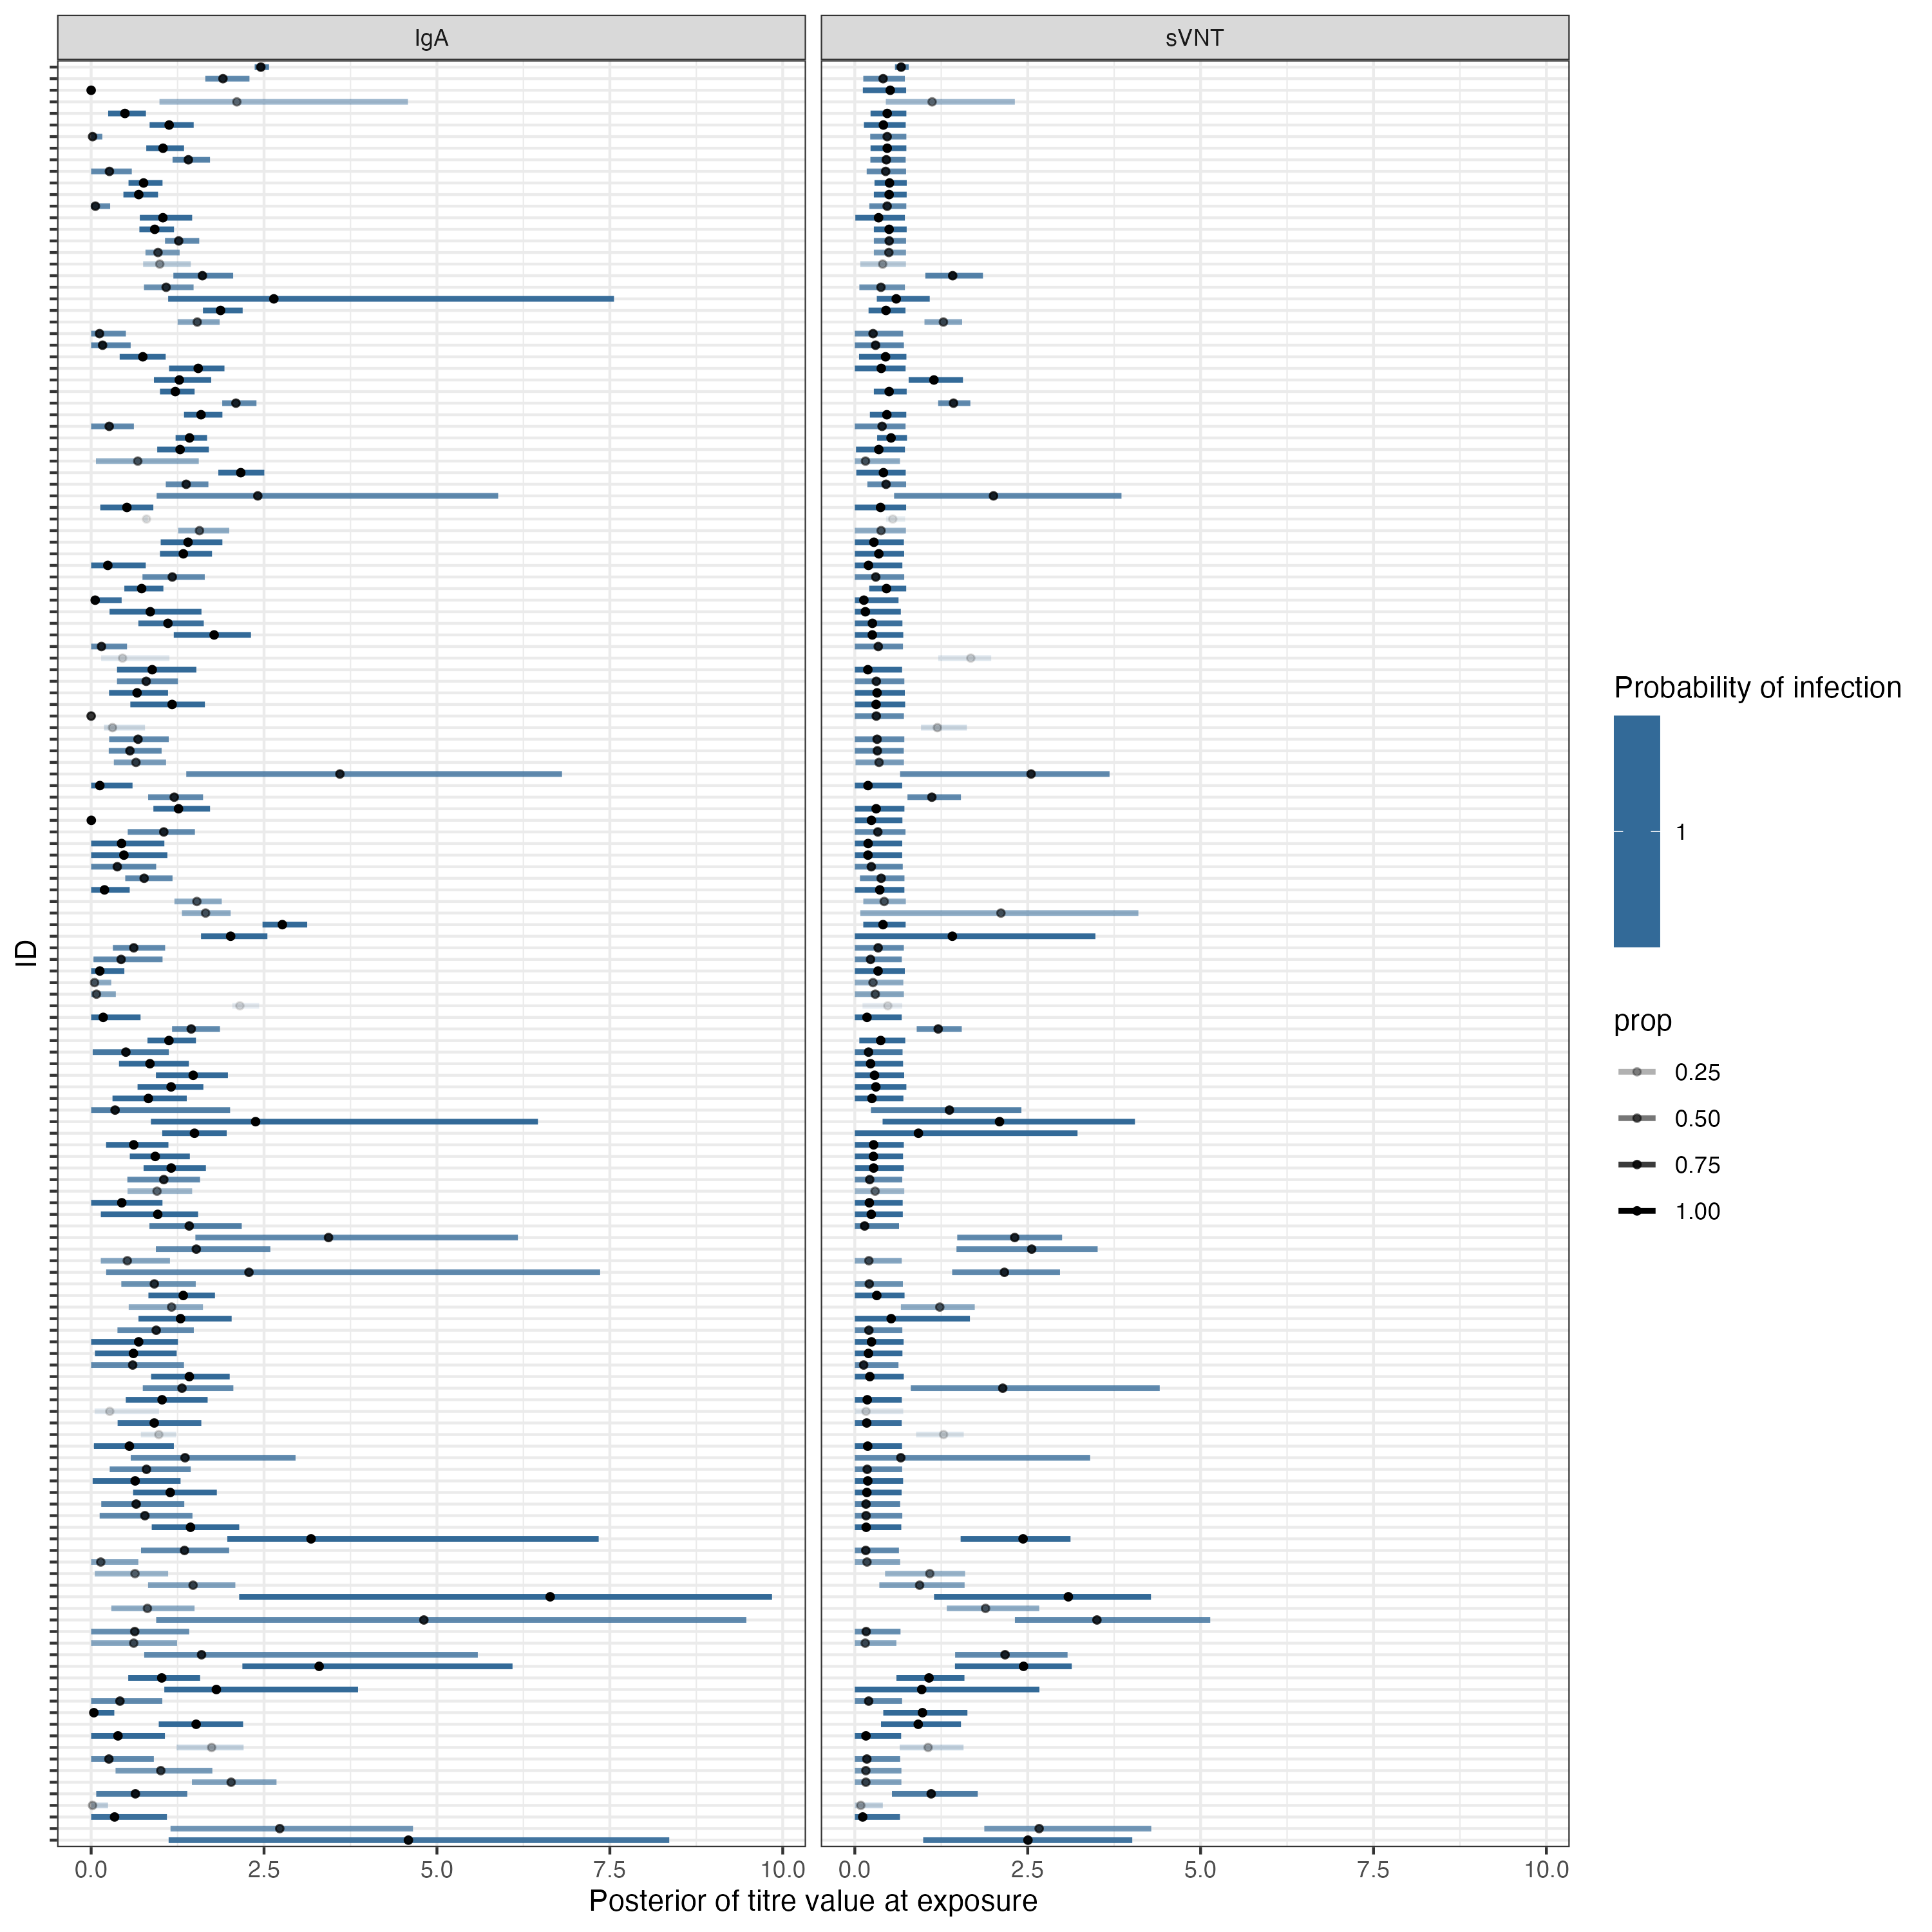 IgA
sVNT
ID
0.0 2.5 5.0 7.5 10.0
0.0 2.5 5.0 7.5 10.0
Posterior of titre value at exposure
Probability of infection
1
prop
0.25
0.50
0.75
1.00